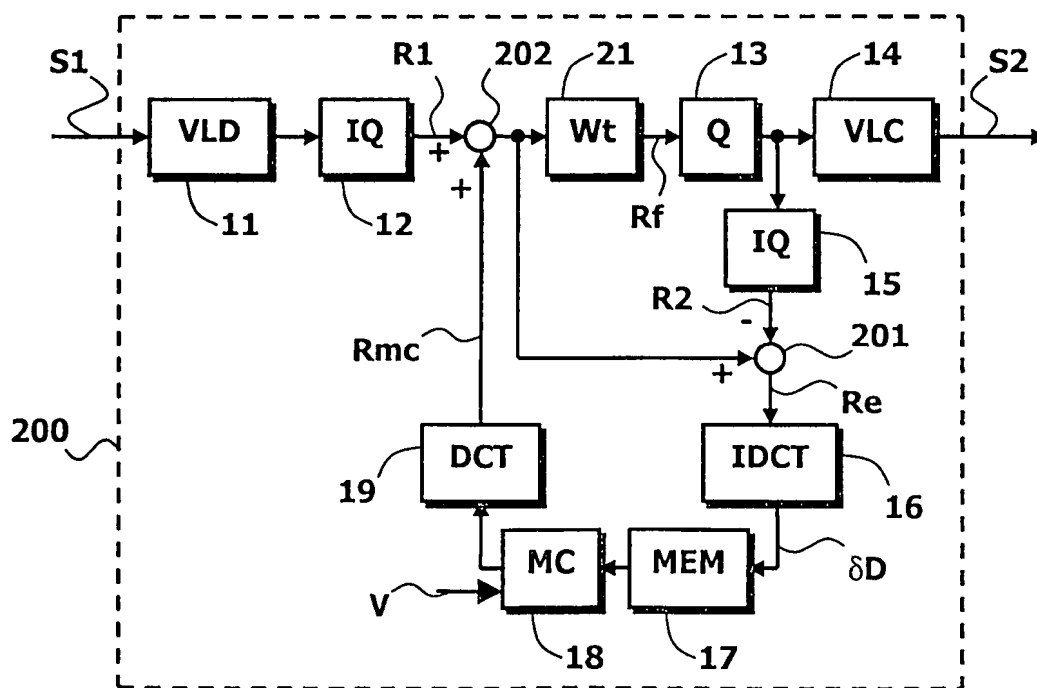 S1
R1
202
21
13
14
S2
VLD
IQ
Wt
Q
VLC
+
+
11
12
Rf
IQ
15
R2
-
Rmc
201
+
Re
200
DCT
IDCT
19
16
MC
MEM
δD
V
18
17